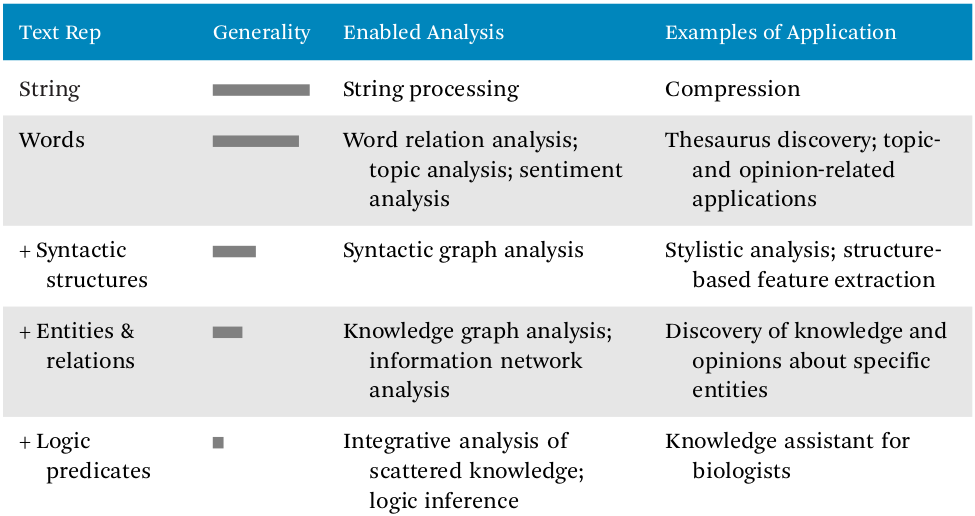 Text Rep Generality Enabled Analysis Examples of Application
String String processing Compression
Words Word relation analysis; Thesaurus discovery; topic-
topic analysis; sentiment and opinion-related
analysis applications
+ Syntactic Syntactic graph analysis Stylistic analysis; structure-
structures based feature extraction
+ Entities & Knowledge graph analysis; Discovery of knowledge and
relations information network opinions about specific
analysis entities
+ Logic Integrative analysis of Knowledge assistant for
predicates scattered knowledge; biologists
logic inference